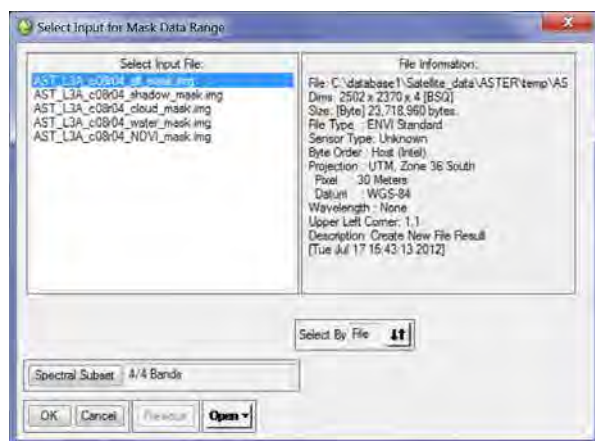 Select Input for Mask Data Range
Select Input File:
AST_L3A_c08r04_all_mask.img
AST_L3A_c08r04_shadow_mask.img
AST_L3A_c08r04_cloud_mask.img
AST_L3A_c08r04_water_mask.img
AST_L3A_c08r04_NDVI_mask.img
File Information:
File: C:\database1\Satellite_data\ASTER\temp\AS
Dims: 2502 x 2370 x 4 [BSQ]
Size: [Byte] 23,718,960 bytes.
File Type : ENVI Standard
Sensor Type: Unknown
Byte Order : Host (Intel)
Projection : UTM, Zone 36 South
Pixel : 30 Meters
Datum : WGS-84
Wavelength : None
Upper Left Corner: 1,1
Description: Create New File Result
[Tue Jul 17 15:43:13 2012]
Select By File
Spectral Subset 4/4 Bands
OK Cancel Previous Open